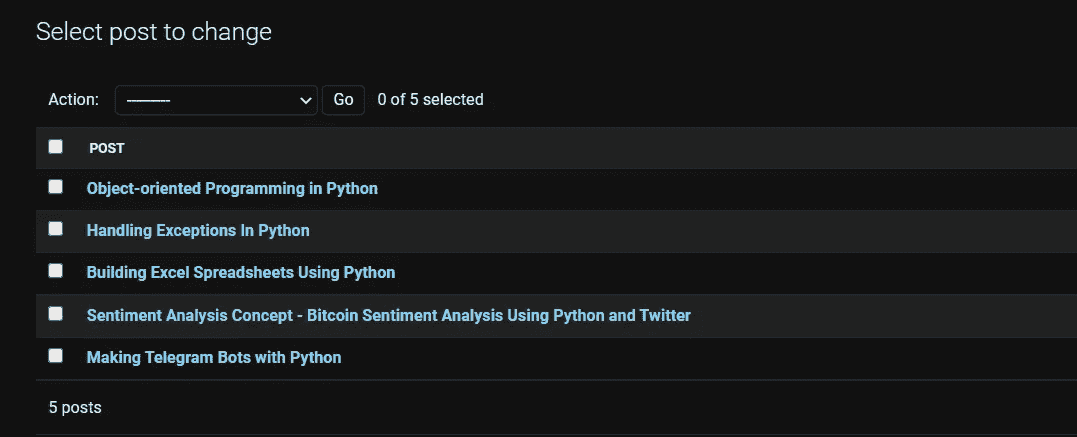 Select post to change
Action: --------- Go 0 of 5 selected
POST
Object-oriented Programming in Python
Handling Exceptions In Python
Building Excel Spreadsheets Using Python
Sentiment Analysis Concept - Bitcoin Sentiment Analysis Using Python and Twitter
Making Telegram Bots with Python
5 posts